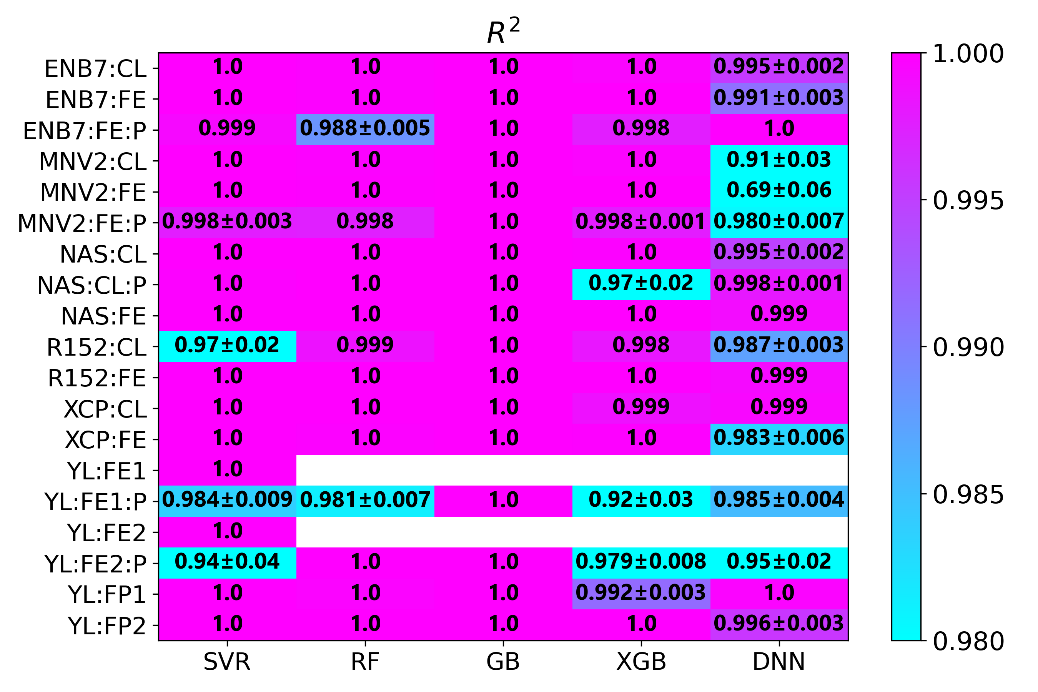 R²
ENB7:CL 1.0 1.0 1.0 1.0 0.995±0.002
ENB7:FE 1.0 1.0 1.0 1.0 0.991±0.003
ENB7:FE:P 0.999 0.988±0.005 1.0 0.998 1.0
MNV2:CL 1.0 1.0 1.0 1.0 0.91±0.03
MNV2:FE 1.0 1.0 1.0 1.0 0.69±0.06
MNV2:FE:P 0.998±0.003 0.998 1.0 0.998±0.001 0.980±0.007
NAS:CL 1.0 1.0 1.0 1.0 0.995±0.002
NAS:CL:P 1.0 1.0 1.0 0.97±0.02 0.998±0.001
NAS:FE 1.0 1.0 1.0 1.0 0.999
R152:CL 0.97±0.02 0.999 1.0 0.998 0.987±0.003
R152:FE 1.0 1.0 1.0 1.0 0.999
XCP:CL 1.0 1.0 1.0 0.999 0.999
XCP:FE 1.0 1.0 1.0 1.0 0.983±0.006
YL:FE1 1.0
YL:FE1:P 0.984±0.009 0.981±0.007 1.0 0.92±0.03 0.985±0.004
YL:FE2 1.0
YL:FE2:P 0.94±0.04 1.0 1.0 0.979±0.008 0.95±0.02
YL:FP1 1.0 1.0 1.0 0.992±0.003 1.0
YL:FP2 1.0 1.0 1.0 1.0 0.996±0.003
SVR RF GB XGB DNN
1.000
0.995
0.990
0.985
0.980